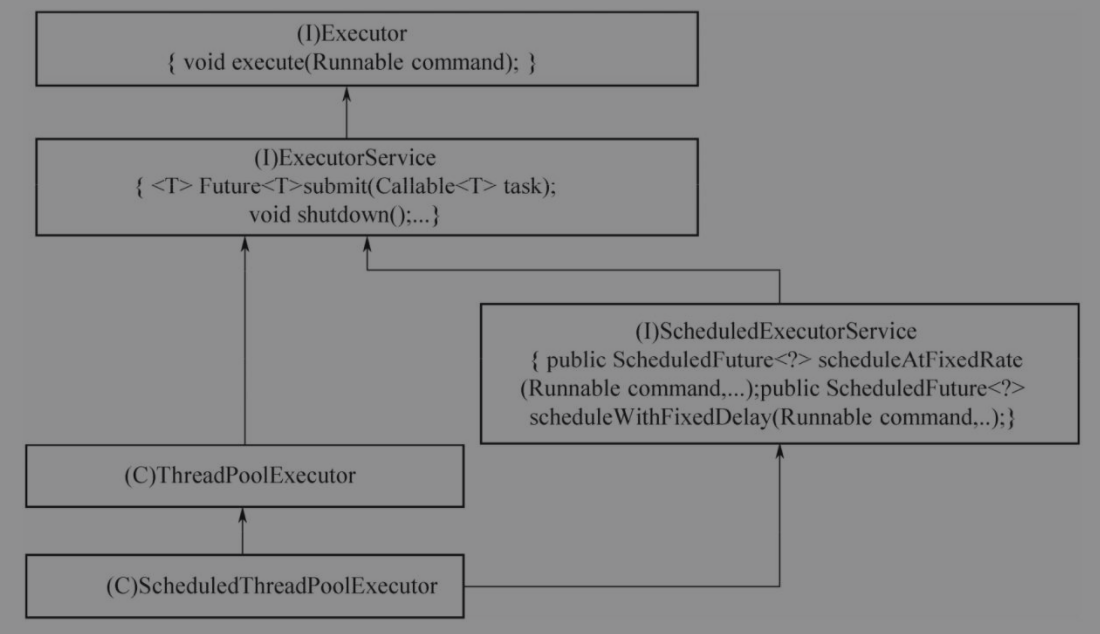 (I)Executor
{ void execute(Runnable command); }
(I)ExecutorService
{ <T> Future<T>submit(Callable<T> task);
void shutdown();...}
(I)ScheduledExecutorService
{ public ScheduledFuture<?> scheduleAtFixedRate
(Runnable command,...);public ScheduledFuture<?>
scheduleWithFixedDelay(Runnable command,..);}
(C)ThreadPoolExecutor
(C)ScheduledThreadPoolExecutor